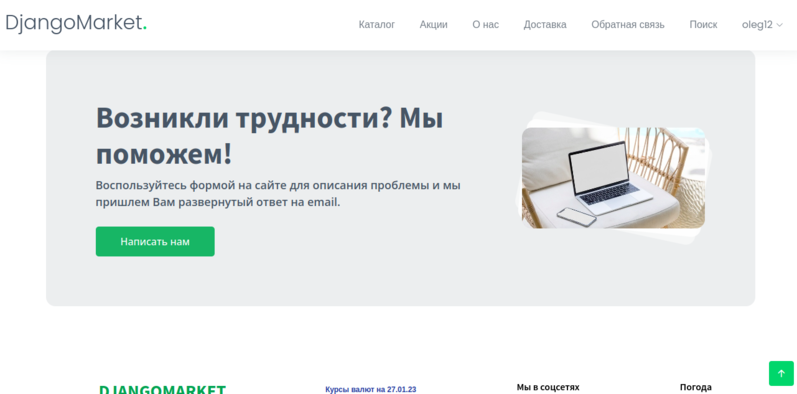 DjangoMarket.
Каталог Акции О нас Доставка Обратная связь Поиск oleg12
Возникли трудности? Мы
поможем!
Воспользуйтесь формой на сайте для описания проблемы и мы
пришлем Вам развернутый ответ на email.
Написать нам
DJANGOMARKET
Курсы валют на 27.01.23
Мы в соцсетях
Погода